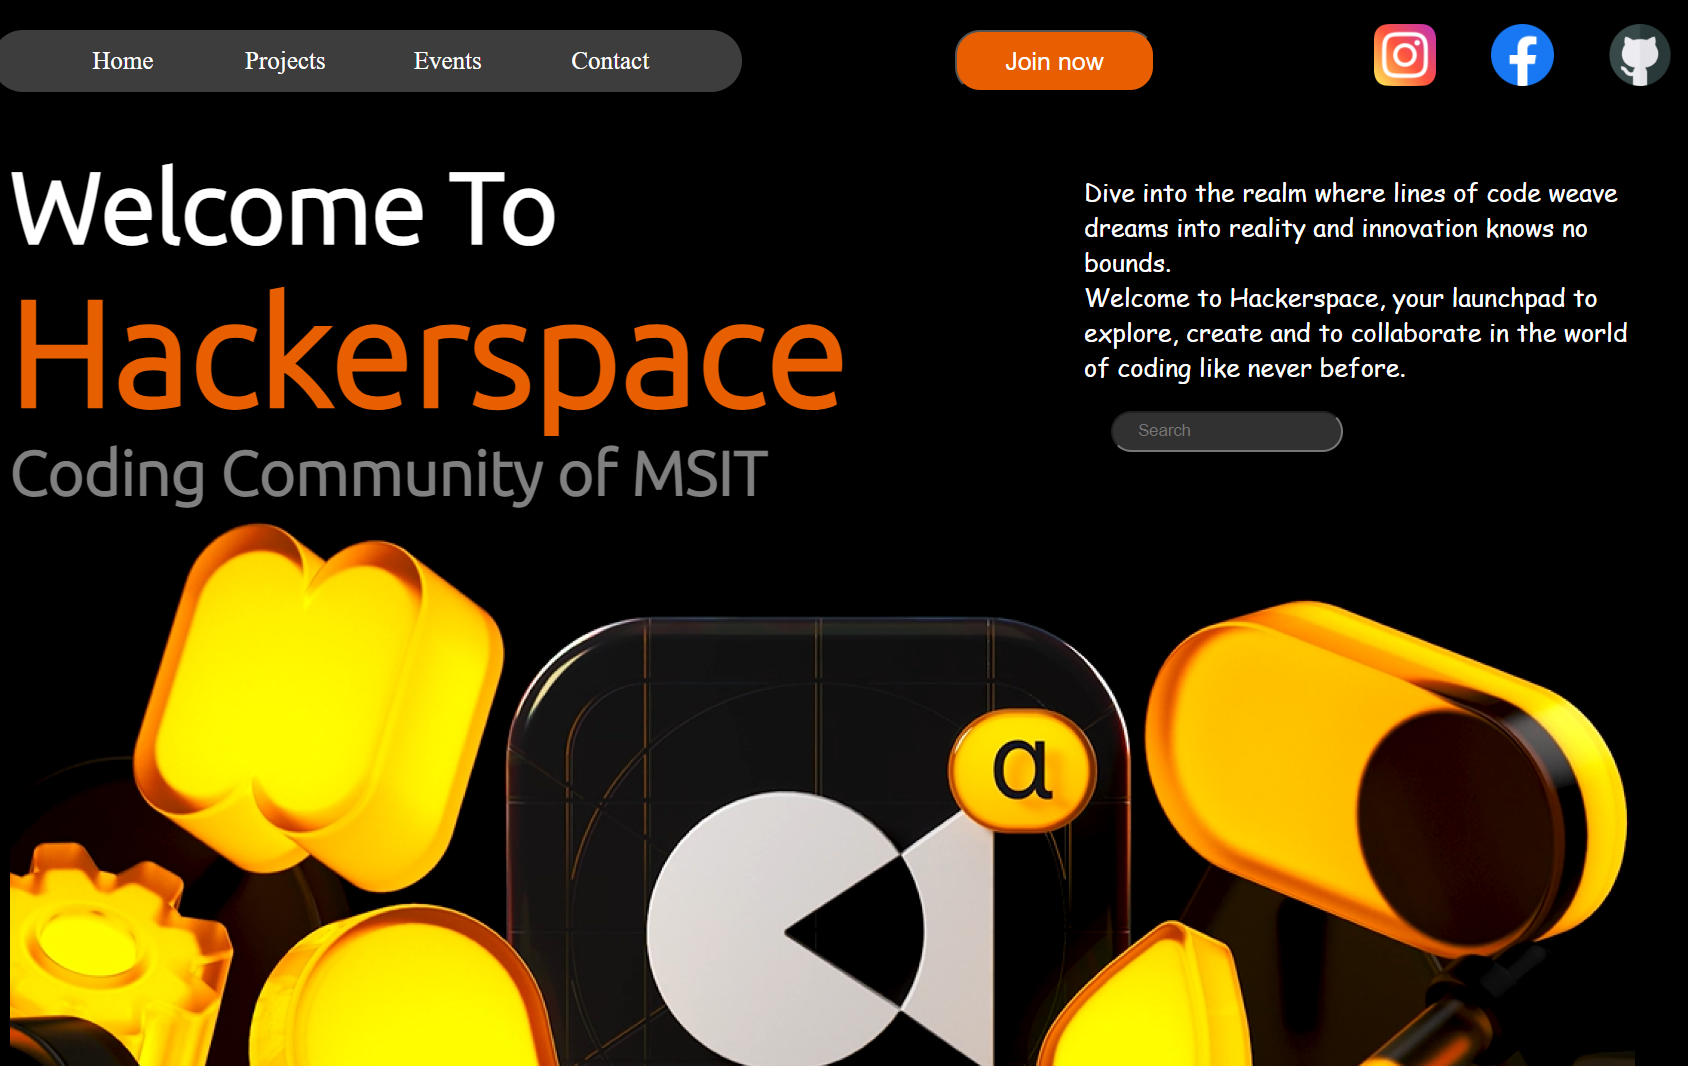 Home Projects Events Contact
Join now
Welcome To
Hackerspace
Coding Community of MSIT
Dive into the realm where lines of code weave
dreams into reality and innovation knows no
bounds.
Welcome to Hackerspace, your launchpad to
explore, create and to collaborate in the world
of coding like never before.
Search
α